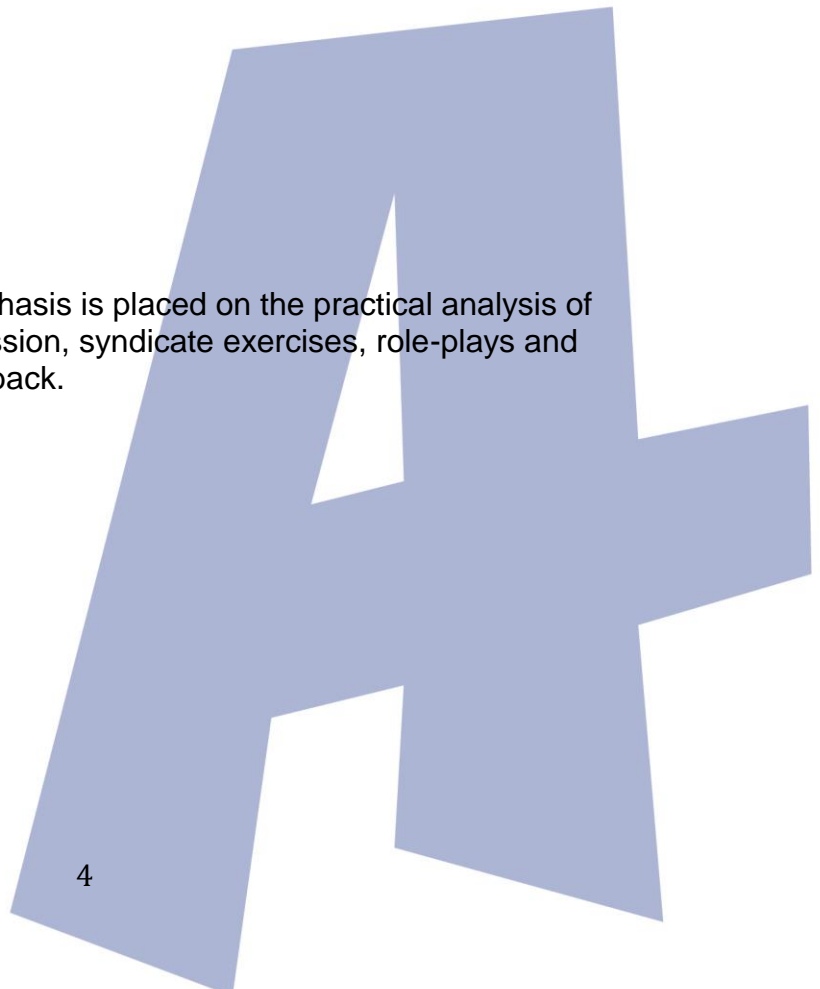 hasis is placed on the practical analysis of
ssion, syndicate exercises, role-plays and
back.
4